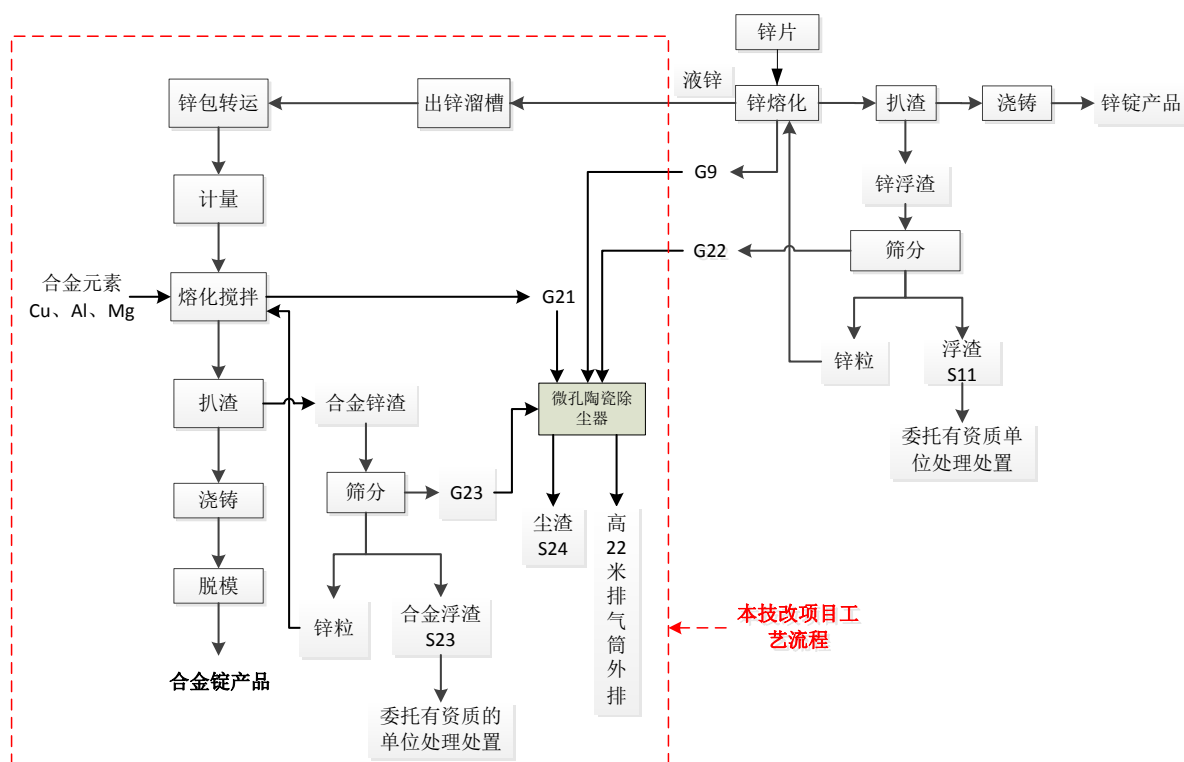 锌片
液锌
锌包转运
出锌溜槽
锌熔化
扒渣
浇铸
锌锭产品
G9
锌浮渣
计量
G22
筛分
合金元素
Cu、Al、Mg
熔化搅拌
G21
锌粒
浮渣
S11
扒渣
合金锌渣
微孔陶瓷除
尘器
委托有资质单
位处理处置
浇铸
筛分
G23
尘渣
S24
高
22
米
排
气
筒
外
排
脱模
锌粒
合金浮渣
S23
本技改项目工
艺流程
合金锭产品
委托有资质的
单位处理处置